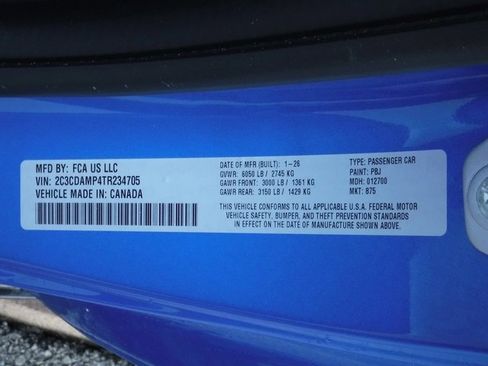 MFD BY: FCA US LLC
VIN: 2C3CDAMP4TR234705
VEHICLE MADE IN: CANADA
DATE OF MFR (BUILT): 1-26
GVWR: 6050 LB / 2745 KG
GAWR FRONT: 3000 LB / 1361 KG
GAWR REAR: 3150 LB / 1429 KG
TYPE: PASSENGER CAR
PAINT: PBJ
MDH: 012700
MKT: B75
THIS VEHICLE CONFORMS TO ALL APPLICABLE U.S.A. FEDERAL MOTOR
VEHICLE SAFETY, BUMPER, AND THEFT PREVENTION STANDARDS
IN EFFECT ON THE DATE OF MANUFACTURE SHOWN ABOVE.